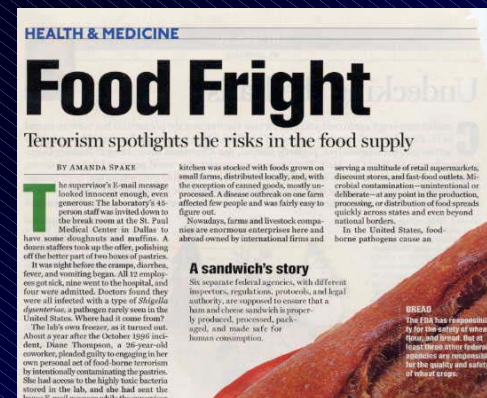 HEALTH & MEDICINE
Food Fright
Terrorism spotlights the risks in the food supply
BY AMANDA SPAKE
The supervisor's E-mail message
looked innocent enough, even
generous: The laboratory's 45-
person staff was invited down to
the break room at the St. Paul
Medical Center in Dallas to
have some doughnuts and muffins. A
dozen staffers took up the offer, polishing
off the better part of two boxes of pastries.
It was night before the cramps, diarrhea,
fever, and vomiting began. All 12 employ-
ees got sick, nine went to the hospital, and
four were admitted. Doctors found they
were all infected with a type of Shigella
dysenteriae, a pathogen rarely seen in the
United States. Where had it come from?
The lab's own freezer, as it turned out.
About a year after the October 1996 inci-
dent, Diane Thompson, a 26-year-old
coworker, pleaded guilty to engaging in her
own personal act of food-borne terrorism
by intentionally contaminating the pastries.
She had access to the highly toxic bacteria
stored in the lab, and she had sent the
kitchen was stocked with foods grown on
small farms, distributed locally, and, with
the exception of canned goods, mostly un-
processed. A disease outbreak on one farm
affected few people and was fairly easy to
figure out.
Nowadays, farms and livestock compa-
nies are enormous enterprises here and
abroad owned by international firms and
serving a multitude of retail supermarkets,
discount stores, and fast-food outlets. Mi-
crobial contamination—unintentional or
deliberate—at any point in the production,
processing, or distribution of food spreads
quickly across states and even beyond
national borders.
In the United States, food-
borne pathogens cause an
A sandwich's story
Six separate federal agencies, with different
inspectors, regulations, protocols, and legal
authority, are supposed to ensure that a
ham and cheese sandwich is proper-
ly produced, processed, pack-
aged, and made safe for
human consumption.
BREAD
The FDA has responsibili
ty for the safety of wheat
flour, and bread. But at
least three other federal
agencies are responsible
for the quality and safety
of wheat crops.